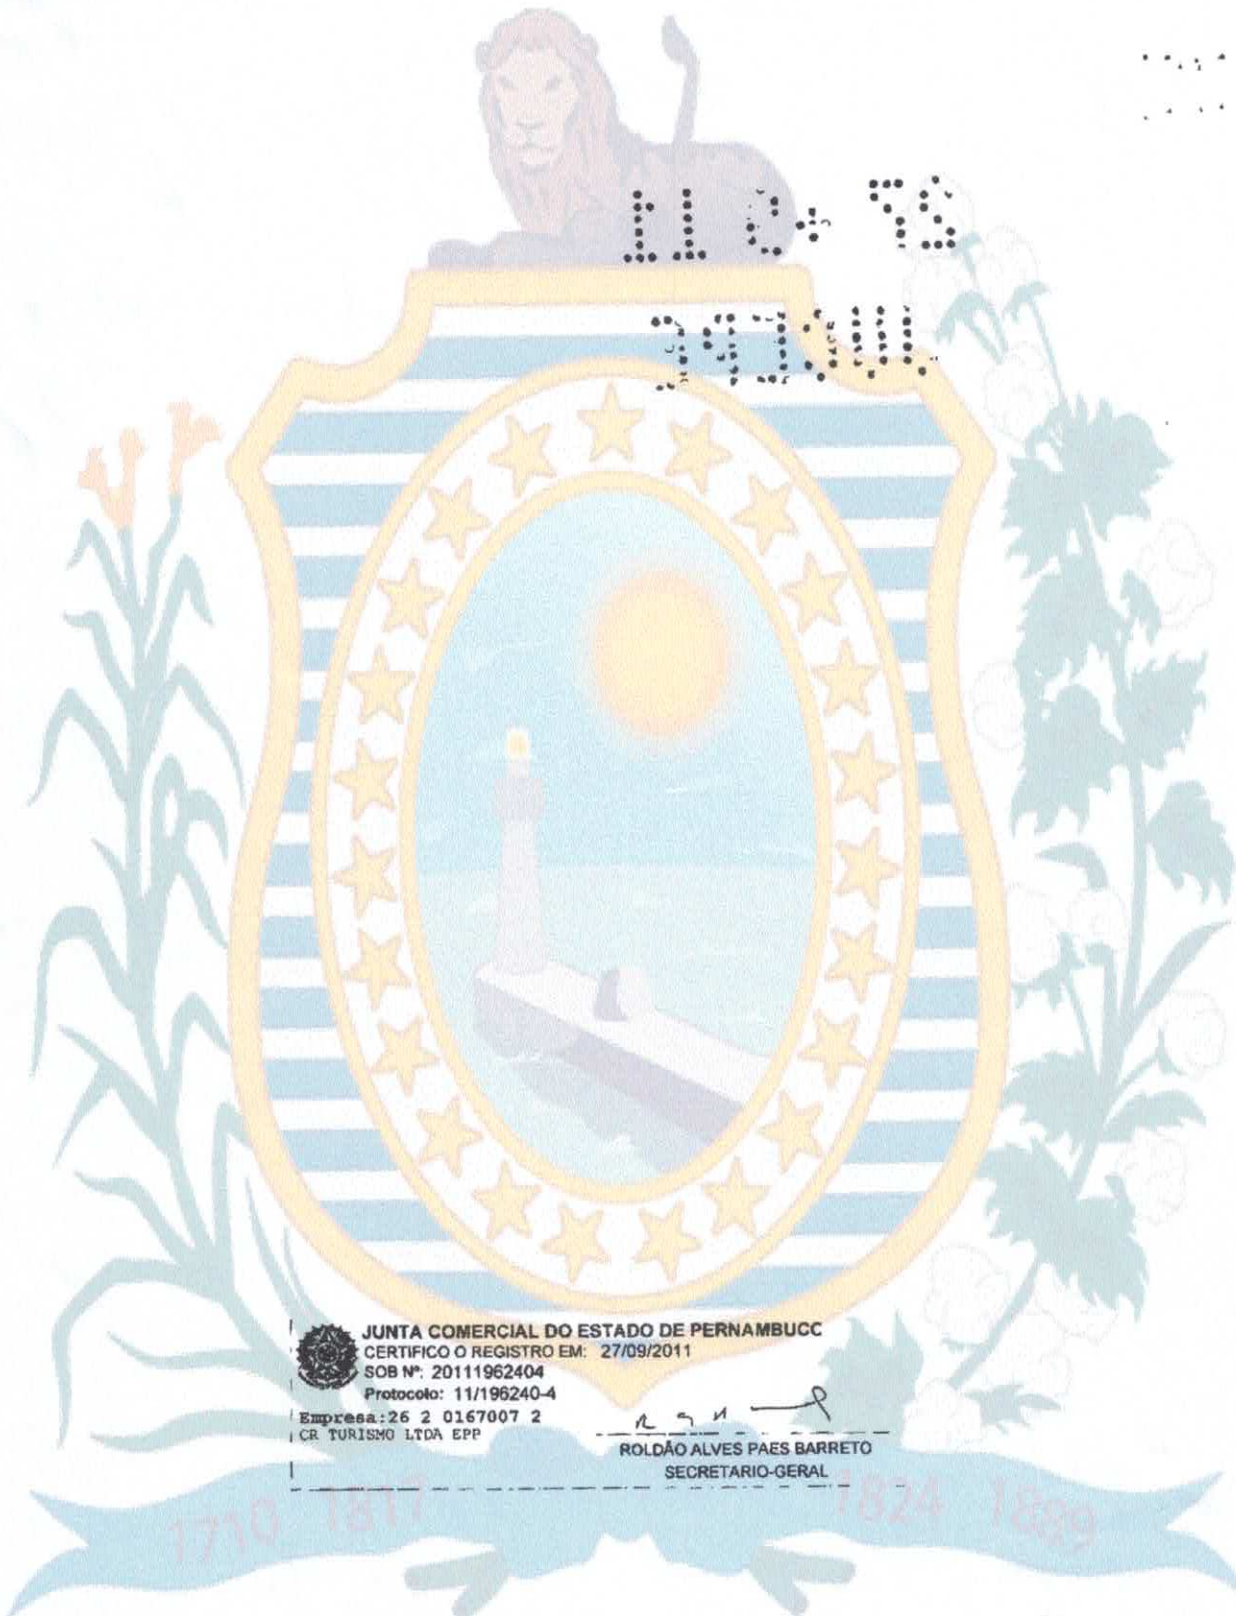 JUNTA COMERCIAL DO ESTADO DE PERNAMBUCC
CERTIFICO O REGISTRO EM: 27/09/2011
SOB Nº: 20111962404
Protocolo: 11/196240-4
Empresa:26 2 0167007 2
CR TURISMO LTDA EPP
ROLDÃO ALVES PAES BARRETO
SECRETARIO-GERAL
1710 1817 1824 1889